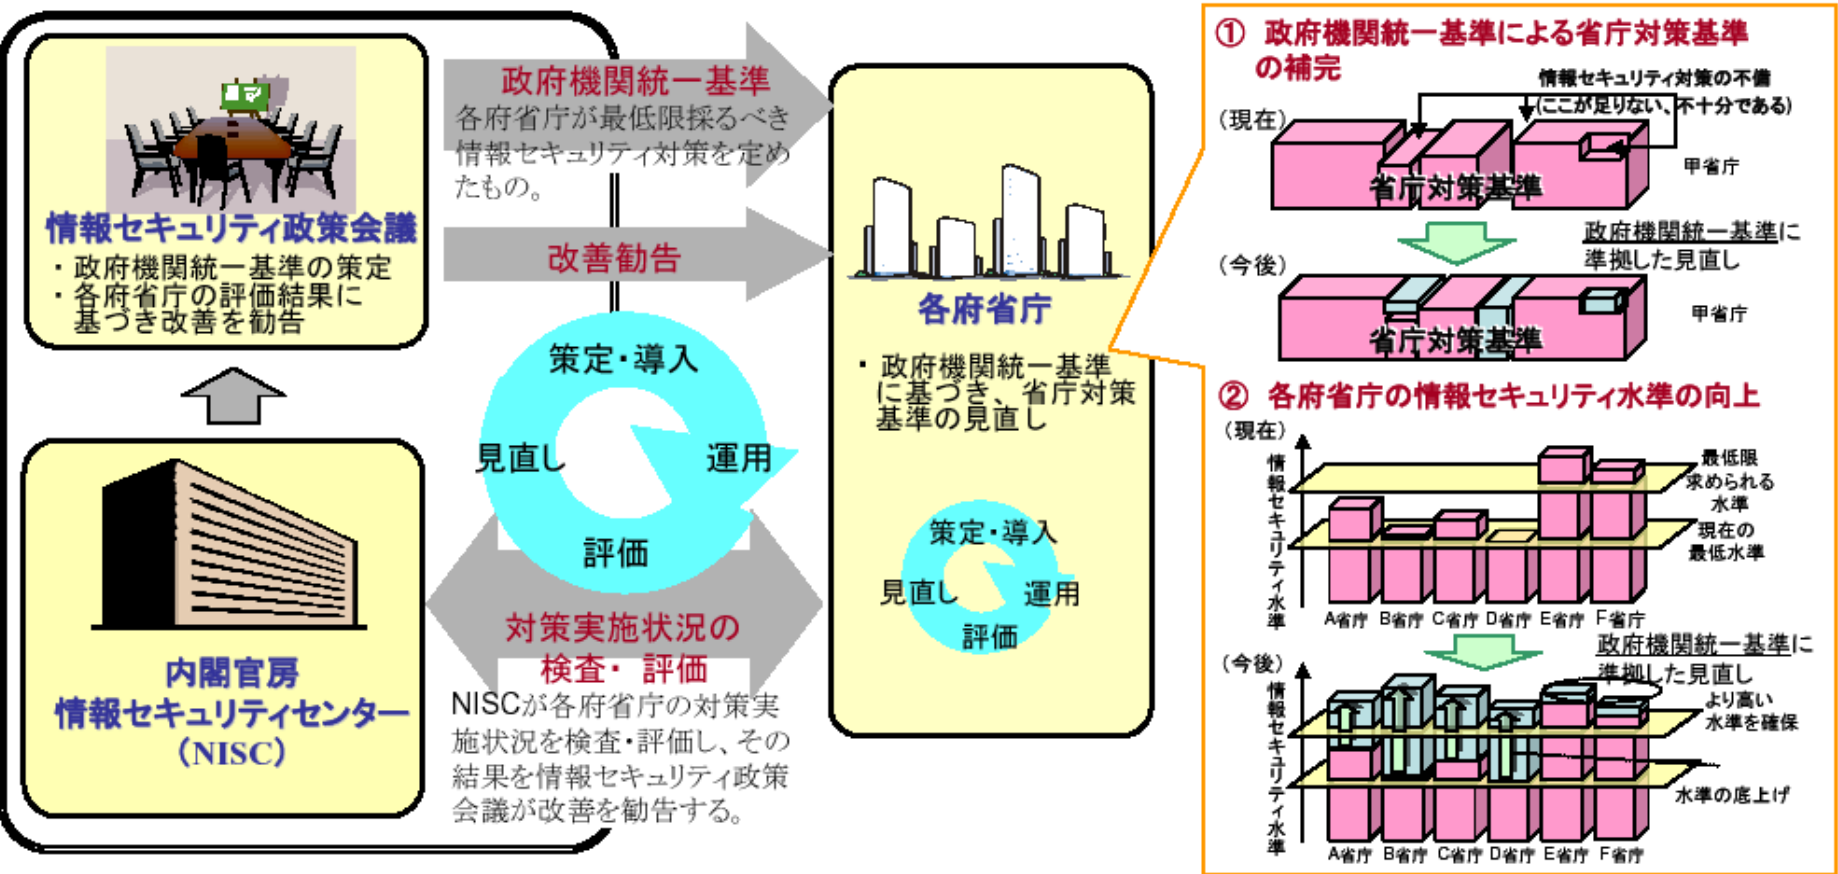 情報セキュリティ政策会議
・政府機関統一基準の策定
・各府省庁の評価結果に
基づき改善を勧告
内閣官房
情報セキュリティセンター
（NISC）
政府機関統一基準
各府省庁が最低限採るべき
情報セキュリティ対策を定め
たもの。
改善勧告
策定・導入
見直し
運用
評価
対策実施状況の
検査・ 評価
NISCが各府省庁の対策実
施状況を検査・評価し、その
結果を情報セキュリティ政策
会議が改善を勧告する。
各府省庁
・政府機関統一基準
に基づき、省庁対策
基準の見直し
策定・導入
見直し
運用
評価
① 政府機関統一基準による省庁対策基準
の補完
情報セキュリティ対策の不備
(ここが足りない、不十分である)
（現在）
甲省庁
省庁対策基準
政府機関統一基準に
準拠した見直し
（今後）
甲省庁
省庁対策基準
② 各府省庁の情報セキュリティ水準の向上
（現在）
情報セキュリティ水準
最低限
求められる
水準
現在の
最低水準
A省庁 B省庁 C省庁 D省庁 E省庁 F省庁
政府機関統一基準に
準拠した見直し
（今後）
情報セキュリティ水準
より高い
水準を確保
水準の底上げ
A省庁 B省庁 C省庁 D省庁 E省庁 F省庁